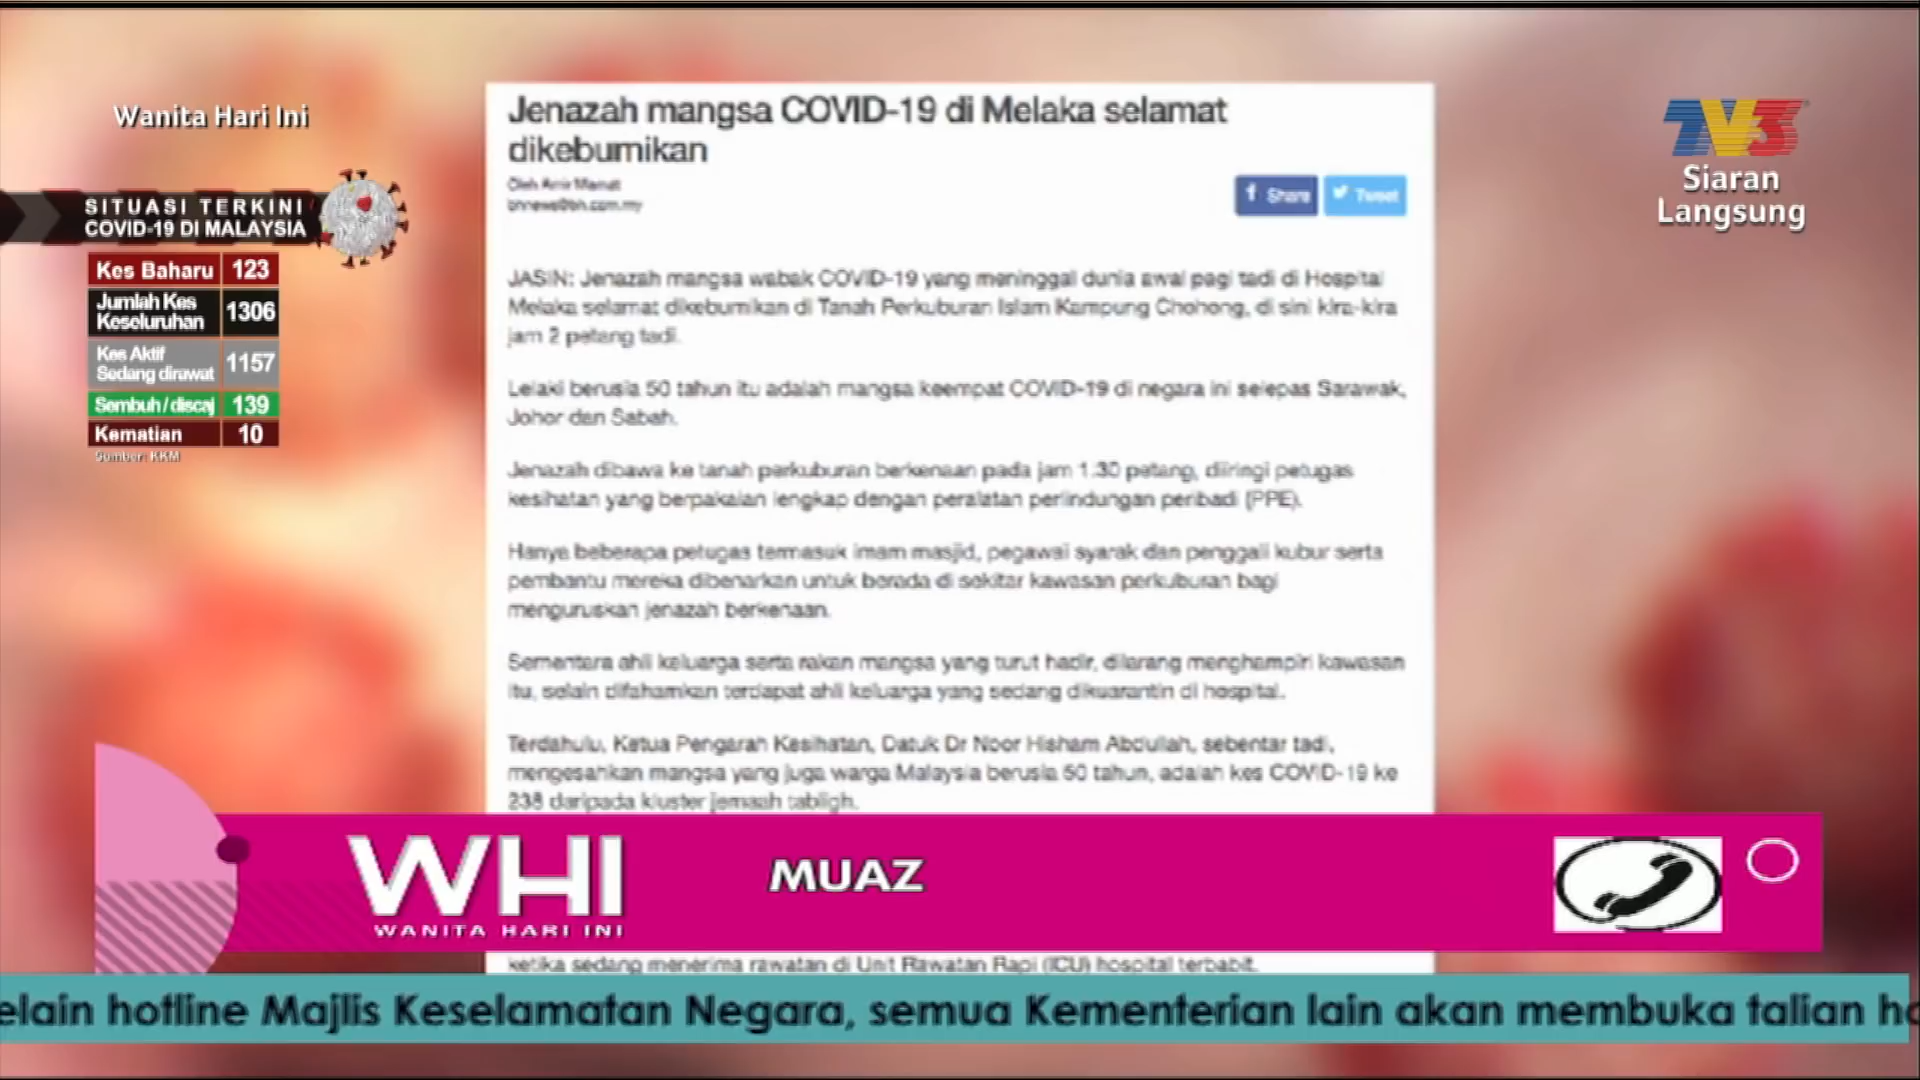 Wanita Hari Ini
SITUASI TERKINI
COVID-19 DI MALAYSIA
Kes Baharu 123
Jumlah Kes Keseluruhan 1306
Kes Aktif Sedang dirawat 1157
Sembuh / discaj 139
Kematian 10
Sumber: KKM
Jenazah mangsa COVID-19 di Melaka selamat
dikebumikan
Oleh Amir Mamat
bhnews@bh.com.my
Share Tweet
JASIN: Jenazah mangsa wabak COVID-19 yang meninggal dunia awal pagi tadi di Hospital
Melaka selamat dikebumikan di Tanah Perkuburan Islam Kampung Chohong, di sini kira-kira
jam 2 petang tadi.
Lelaki berusia 50 tahun itu adalah mangsa keempat COVID-19 di negara ini selepas Sarawak,
Johor dan Sabah.
Jenazah dibawa ke tanah perkuburan berkenaan pada jam 1.30 petang, diiringi petugas
kesihatan yang berpakaian lengkap dengan peralatan perlindungan peribadi (PPE).
Hanya beberapa petugas termasuk imam masjid, pegawai syarak dan penggali kubur serta
pembantu mereka dibenarkan untuk berada di sekitar kawasan perkuburan bagi
menguruskan jenazah berkenaan.
Sementara ahli keluarga serta rakan mangsa yang turut hadir, dilarang menghampiri kawasan
itu, selain difahamkan terdapat ahli keluarga yang sedang dikuarantin di hospital.
Terdahulu, Ketua Pengarah Kesihatan, Datuk Dr Noor Hisham Abdullah, sebentar tadi,
mengesahkan mangsa yang juga warga Malaysia berusia 50 tahun, adalah kes COVID-19 ke
238 daripada kluster jemaah tabligh.
ketika sedang menerima rawatan di Unit Rawatan Rapi (ICU) hospital terbabit.
TV3
Siaran
Langsung
WHI
WANITA HARI INI
MUAZ
elain hotline Majlis Keselamatan Negara, semua Kementerian lain akan membuka talian ho